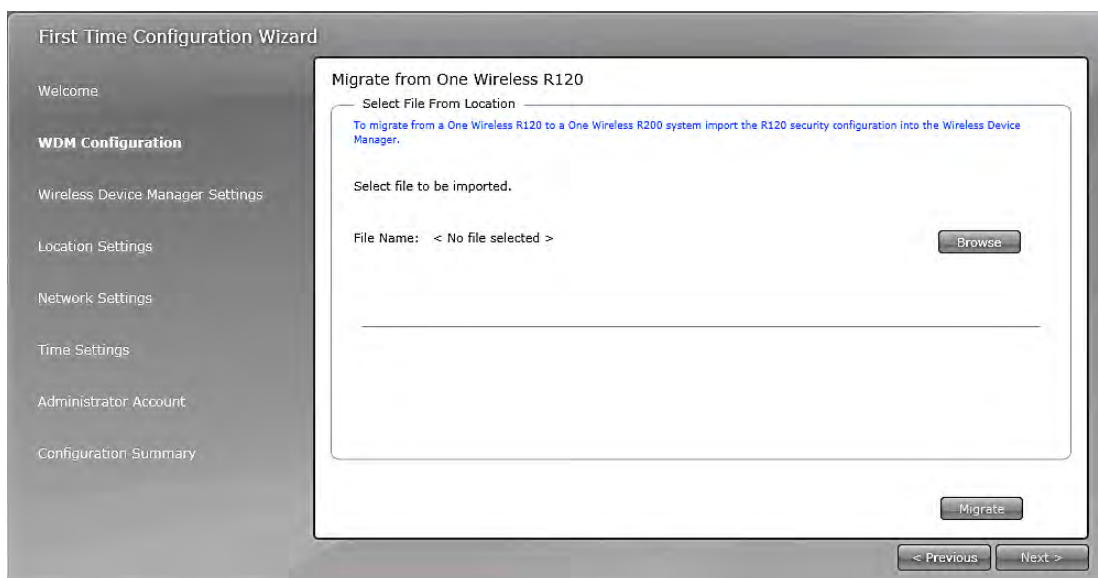 First Time Configuration Wizard
Welcome
WDM Configuration
Wireless Device Manager Settings
Location Settings
Network Settings
Time Settings
Administrator Account
Configuration Summary
Migrate from One Wireless R120
Select File From Location
To migrate from a One Wireless R120 to a One Wireless R200 system import the R120 security configuration into the Wireless Device
Manager.
Select file to be imported.
File Name: < No file selected >
Browse
Migrate
< Previous
Next >